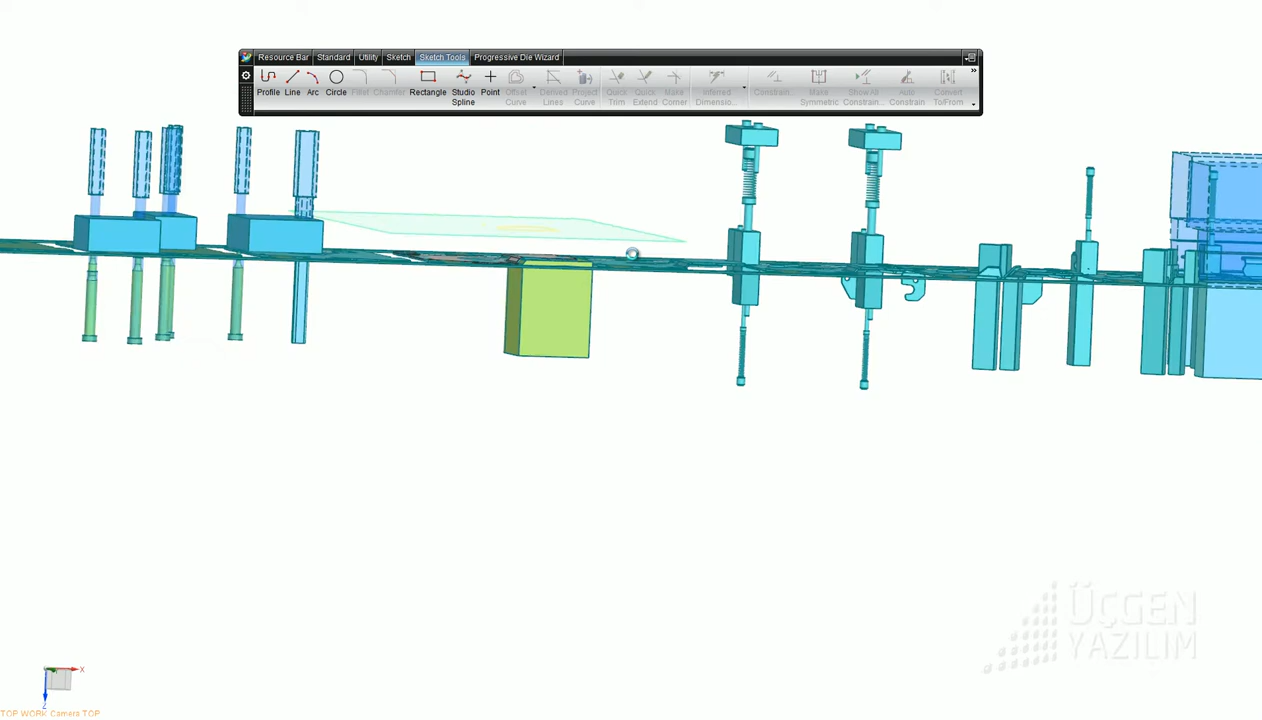 Resource Bar Standard Utility Sketch Sketch Tools Progressive Die Wizard
Profile Line Arc Circle Fillet Chamfer Rectangle Studio Spline Point Offset Curve Derived Lines Project Curve Quick Trim Quick Extend Make Corner Inferred Dimensio... Constrain... Make Symmetric Show All Constrain... Auto Constrain Convert To/From
ÜÇGEN
YAZILIM
X
Z
TOP WORK Camera TOP